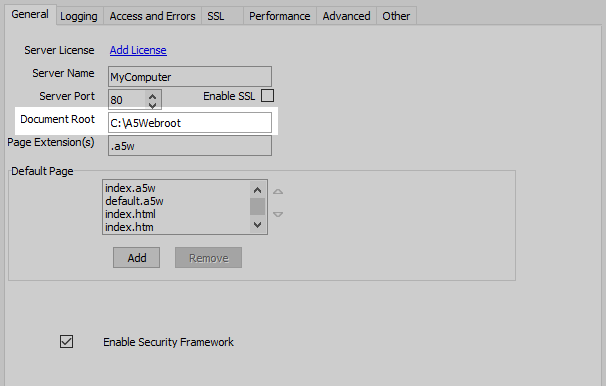 General Logging Access and Errors SSL Performance Advanced Other
Server License Add License
Server Name MyComputer
Server Port 80 Enable SSL
Document Root C:\A5Webroot
Page Extension(s) .a5w
Default Page
index.a5w
default.a5w
index.html
index.htm
Add Remove
Enable Security Framework